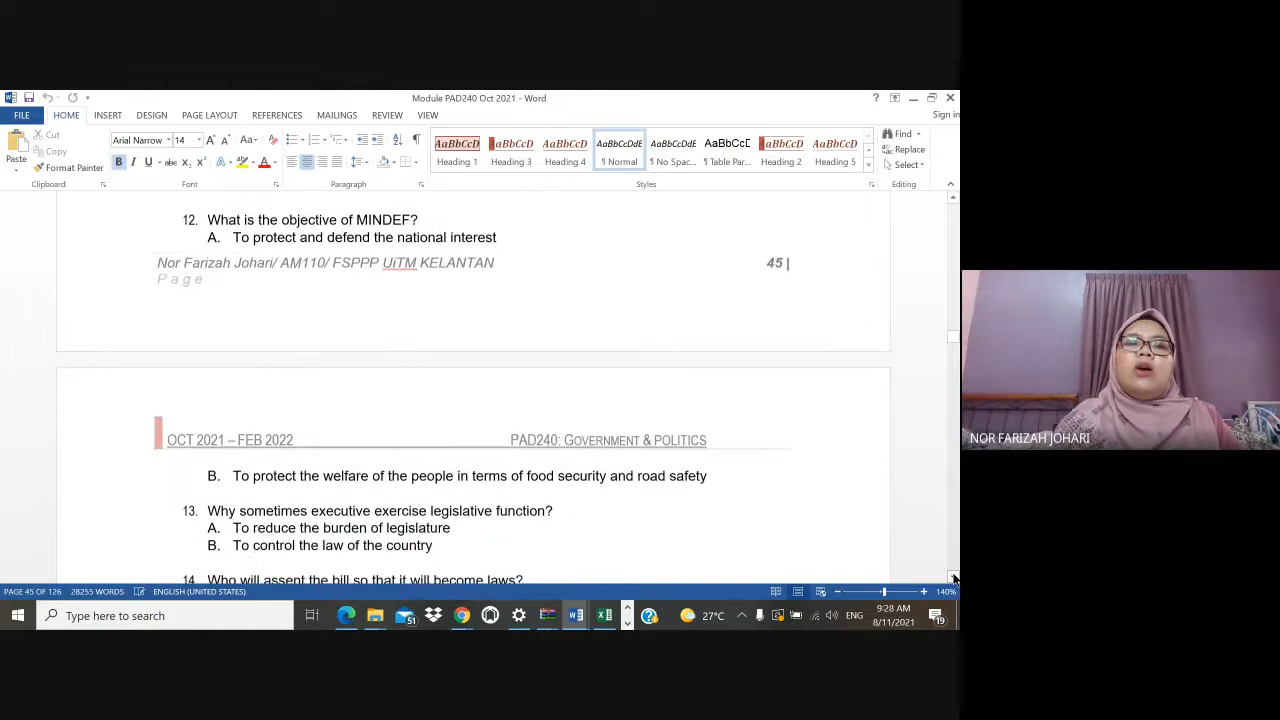 Module PAD240 Oct 2021 - Word
?
FILE HOME INSERT DESIGN PAGE LAYOUT REFERENCES MAILINGS REVIEW VIEW Sign in
Paste
Cut
Copy
Format Painter
Clipboard
Arial Narrow 14
Font
Paragraph
AaBbCcD AaBbCcD AaBbCcD AaBbCcDdE AaBbCcDdE AaBbCcD AaBbCcD AaBbCcD
Heading 1 Heading 3 Heading 4 ¶ Normal ¶ No Spac... ¶ Table Par... Heading 2 Heading 5
Styles
Find
Replace
Select
Editing
12. What is the objective of MINDEF?
A. To protect and defend the national interest
Nor Farizah Johari/ AM110/ FSPPP UiTM KELANTAN 45 |
P a g e
OCT 2021 – FEB 2022 PAD240: GOVERNMENT & POLITICS
B. To protect the welfare of the people in terms of food security and road safety
13. Why sometimes executive exercise legislative function?
A. To reduce the burden of legislature
B. To control the law of the country
14. Who will assent the bill so that it will become laws?
PAGE 45 OF 126 28255 WORDS ENGLISH (UNITED STATES) 140%
Type here to search
51
27°C
ENG
9:28 AM
8/11/2021
19
NOR FARIZAH JOHARI